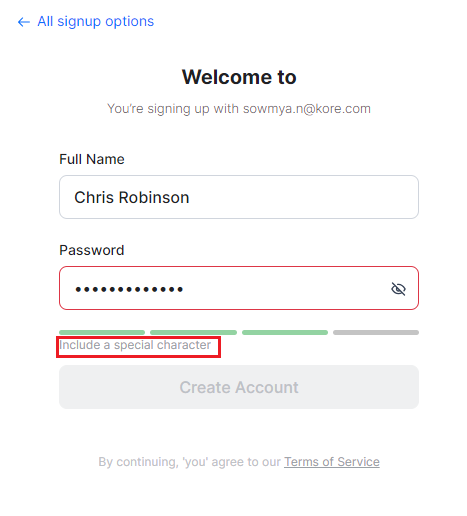 ← All signup options
Welcome to
You’re signing up with sowmya.n@kore.com
Full Name
Chris Robinson
Password
•••••••••••••
Include a special character
Create Account
By continuing, 'you' agree to our Terms of Service